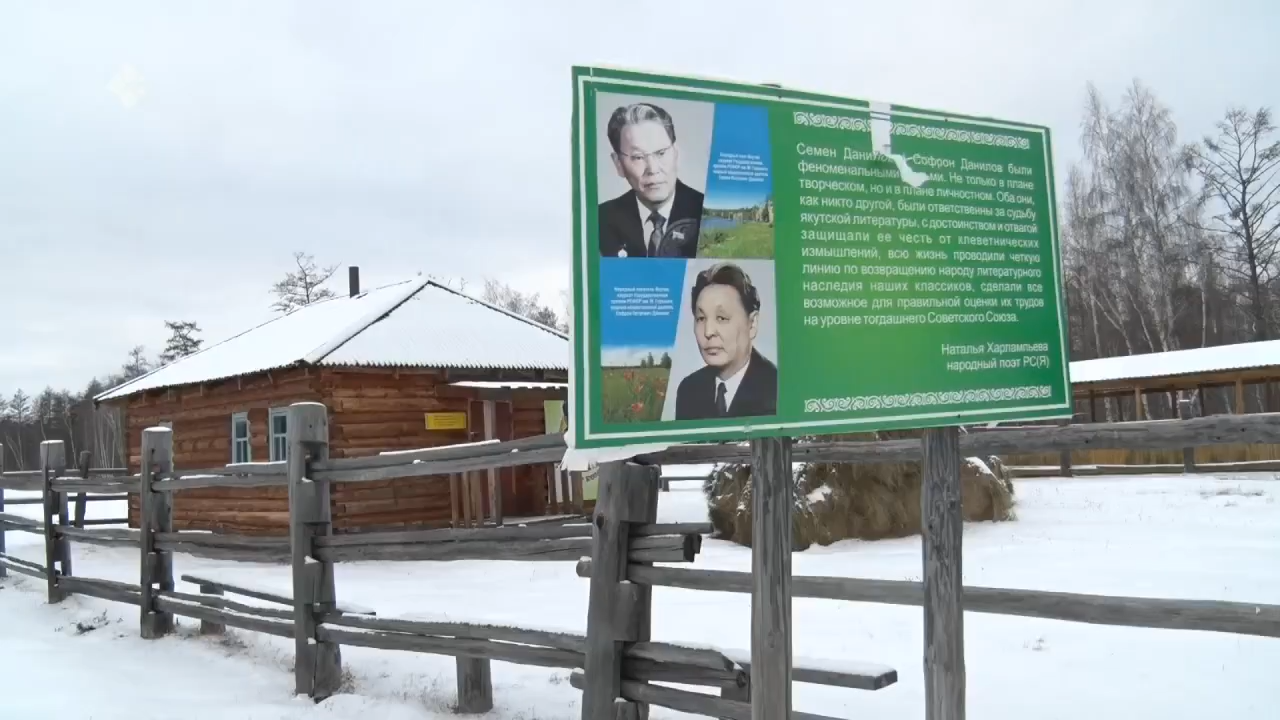 Семен Данилов Софрон Данилов были
феноменальными Не только в плане
творческом, но и в плане личностном. Оба они,
как никто другой, были ответственны за судьбу
якутской литературы, с достоинством и отвагой
защищали ее честь от клеветнических
измышлений, всю жизнь проводили четкую
линию по возвращению народу литературного
наследия наших классиков, сделали все
возможное для правильной оценки их трудов
на уровне тогдашнего Советского Союза.
Наталья Харлампьева
народный поэт РС(Я)